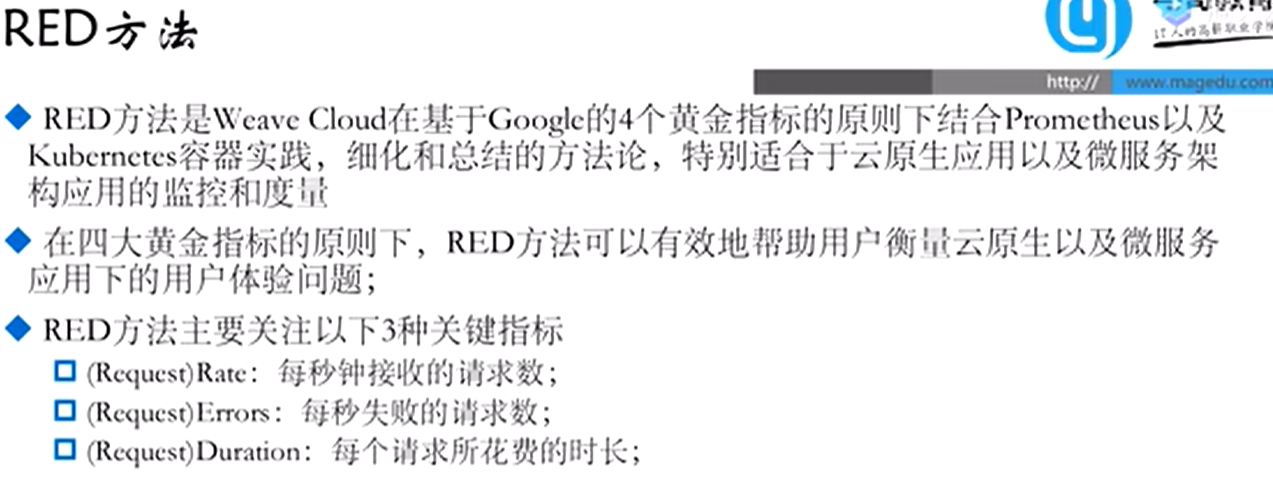 RED方法
IT人的高薪职业学院
http://
www.magedu.com
RED方法是Weave Cloud在基于Google的4个黄金指标的原则下结合Prometheus以及
Kubernetes容器实践，细化和总结的方法论，特别适合于云原生应用以及微服务架
构应用的监控和度量
在四大黄金指标的原则下，RED方法可以有效地帮助用户衡量云原生以及微服务
应用下的用户体验问题；
RED方法主要关注以下3种关键指标
(Request)Rate：每秒钟接收的请求数；
(Request)Errors：每秒失败的请求数；
(Request)Duration：每个请求所花费的时长；